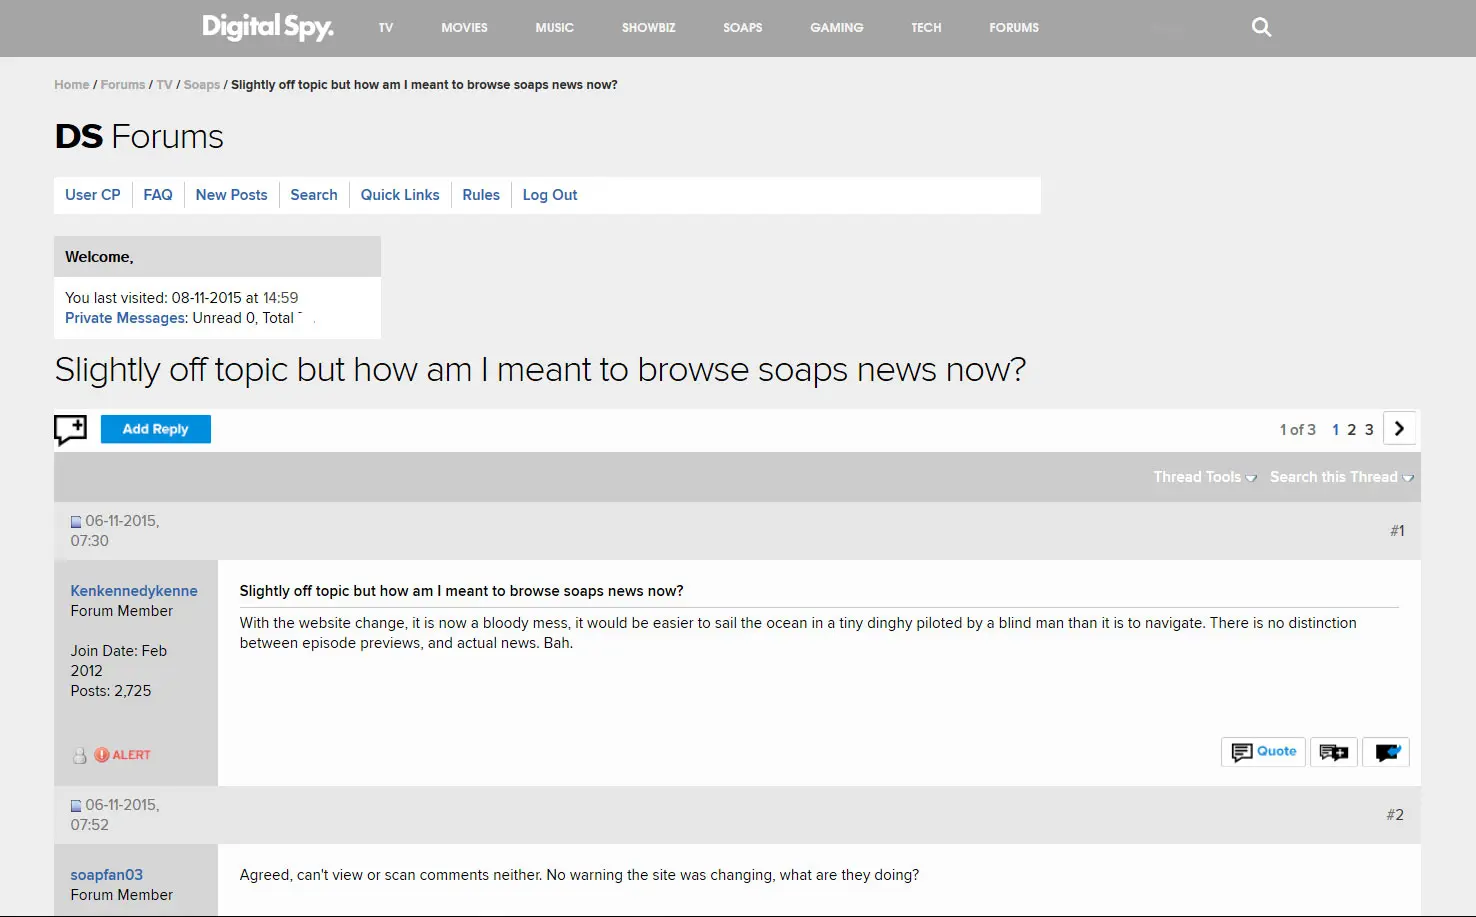 Digital Spy. TV MOVIES MUSIC SHOWBIZ SOAPS GAMING TECH FORUMS
Home / Forums / TV / Soaps / Slightly off topic but how am I meant to browse soaps news now?
DS Forums
User CP FAQ New Posts Search Quick Links Rules Log Out
Welcome,
You last visited: 08-11-2015 at 14:59
Private Messages: Unread 0, Total
Slightly off topic but how am I meant to browse soaps news now?
Add Reply 1 of 3 1 2 3
Thread Tools Search this Thread
06-11-2015,
07:30
#1
Kenkennedykenne
Forum Member
Join Date: Feb
2012
Posts: 2,725
ALERT
Slightly off topic but how am I meant to browse soaps news now?
With the website change, it is now a bloody mess, it would be easier to sail the ocean in a tiny dinghy piloted by a blind man than it is to navigate. There is no distinction
between episode previews, and actual news. Bah.
Quote
06-11-2015,
07:52
#2
soapfan03
Forum Member
Agreed, can't view or scan comments neither. No warning the site was changing, what are they doing?